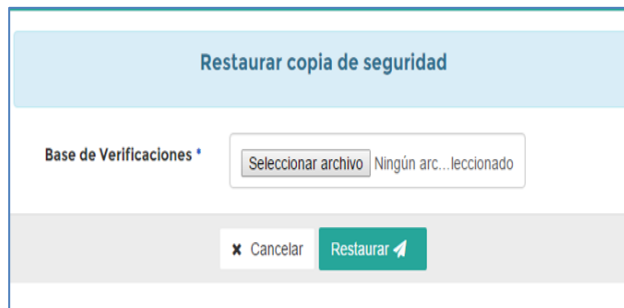 Restaurar copia de seguridad
Base de Verificaciones *
Seleccionar archivo Ningún arc...leccionado
Cancelar Restaurar